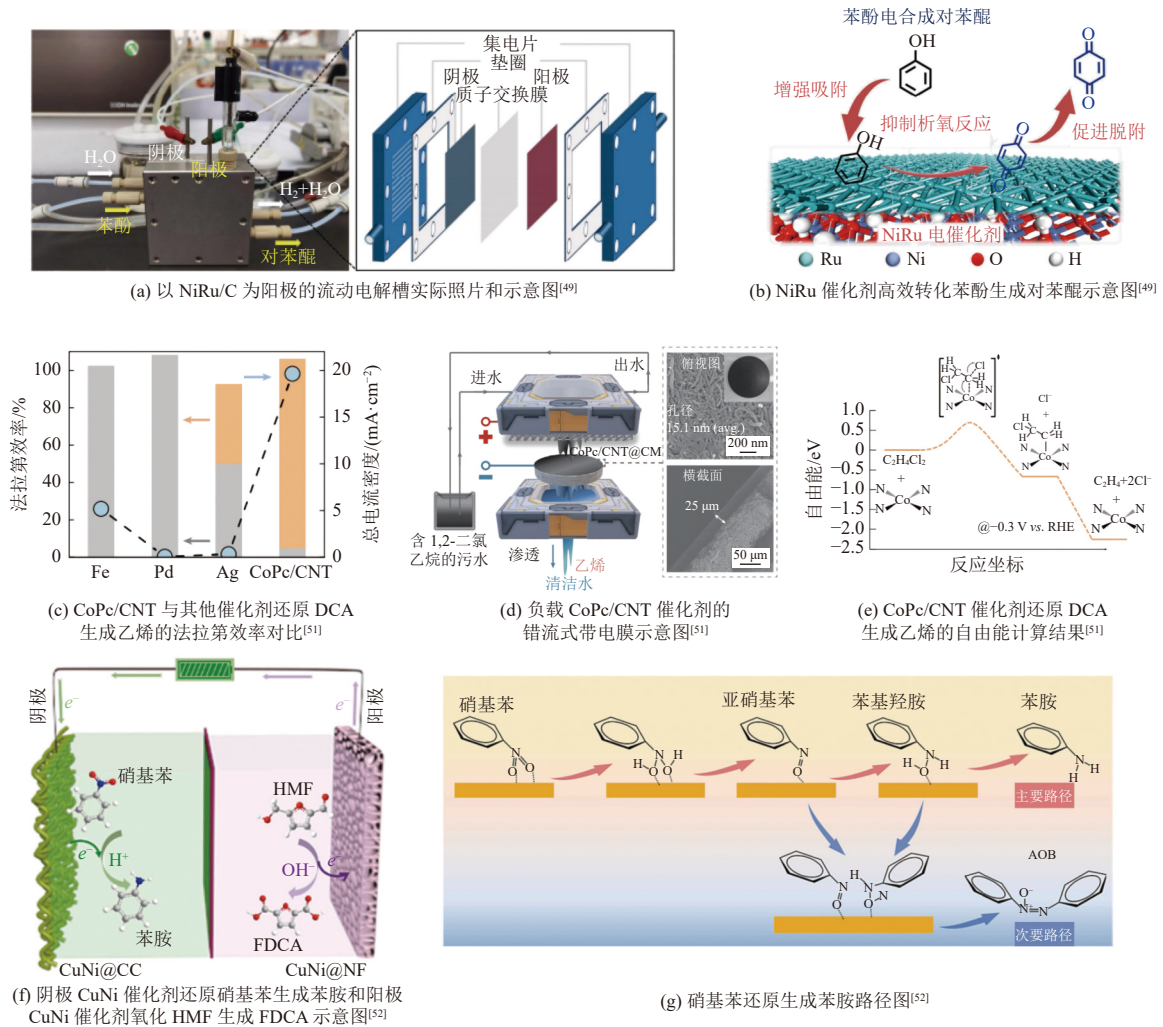 阴极
阳极
H₂O
苯酚
H₂+H₂O
对苯醌
集电片
垫圈
阴极
阳极
质子交换膜
(a) 以 NiRu/C 为阳极的流动电解槽实际照片和示意图[49]
苯酚电合成对苯醌
OH
O
O
增强吸附
抑制析氧反应
促进脱附
OH
O
O
NiRu 电催化剂
Ru Ni O H
(b) NiRu 催化剂高效转化苯酚生成对苯醌示意图[49]
法拉第效率/%
100
80
60
40
20
0
20
15
10
5
0
总电流密度/(mA·cm⁻²)
Fe Pd Ag CoPc/CNT
(c) CoPc/CNT 与其他催化剂还原 DCA
生成乙烯的法拉第效率对比[51]
进水
出水
+
−
CoPc/CNT@CM
含 1,2-二氯
乙烷的污水
渗透
乙烯
清洁水
俯视图
孔径
15.1 nm (avg.)
200 nm
横截面
25 μm
50 μm
(d) 负载 CoPc/CNT 催化剂的
错流式带电膜示意图[51]
自由能/eV
1.0
0.5
0
−0.5
−1.0
−1.5
−2.0
−2.5
C₂H₄Cl₂
+
N N
Co
N N
H Cl
H C
Cl C H
H
N N
Co
N N
‡
Cl⁻
+
H H
Cl C C H
H
N N
Co
N N
C₂H₄+2Cl⁻
+
N N
Co
N N
@−0.3 V vs. RHE
反应坐标
(e) CoPc/CNT 催化剂还原 DCA
生成乙烯的自由能计算结果[51]
阴极
e⁻
e⁻
阳极
硝基苯
e⁻
H⁺
苯胺
HMF
OH⁻
e⁻
FDCA
CuNi@CC
CuNi@NF
(f) 阴极 CuNi 催化剂还原硝基苯生成苯胺和阳极
CuNi 催化剂氧化 HMF 生成 FDCA 示意图[52]
硝基苯
亚硝基苯
苯基羟胺
苯胺
N O
O
H N H
O O
N
O
N H
H O
N H
H
主要路径
N
O
H N
O N
AOB
O⁻
N⁺ N
次要路径
(g) 硝基苯还原生成苯胺路径图[52]